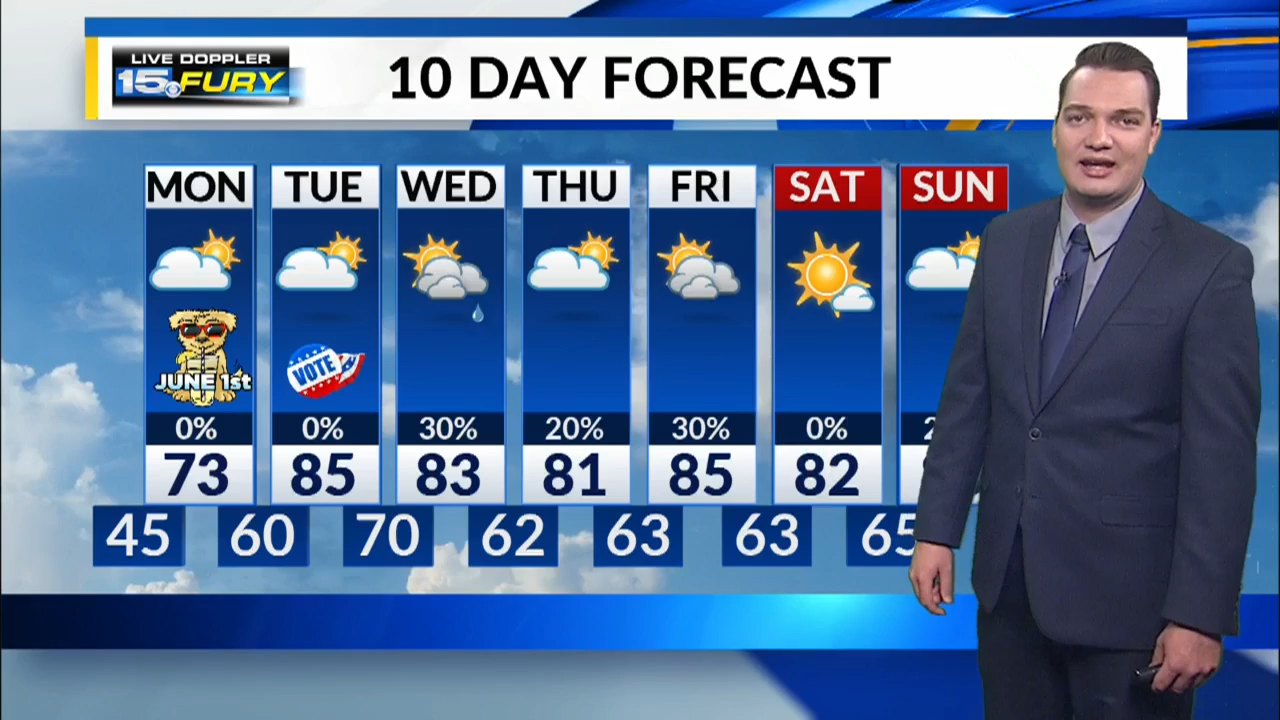 LIVE DOPPLER
15 FURY
10 DAY FORECAST
MON TUE WED THU FRI SAT SUN
JUNE 1st
VOTE
0% 0% 30% 20% 30% 0%
73 85 83 81 85 82
45 60 70 62 63 63 65